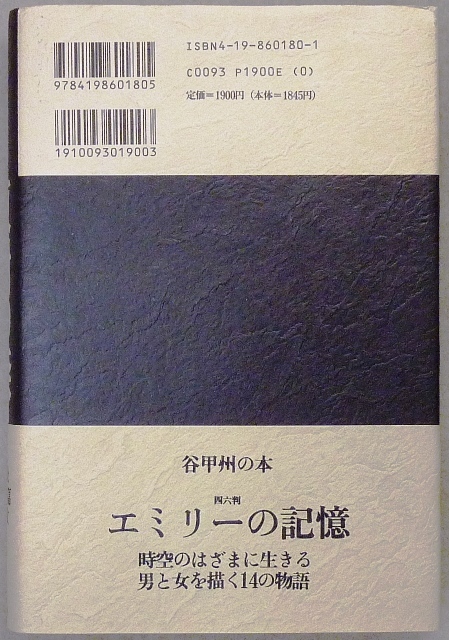 ISBN4-19-860180-1
9784198601805
C0093 P1900E (0)
定価＝1900円（本体＝1845円）
1910093019003
谷甲州の本
四六判
エミリーの記憶
時空のはざまに生きる
男と女を描く14の物語